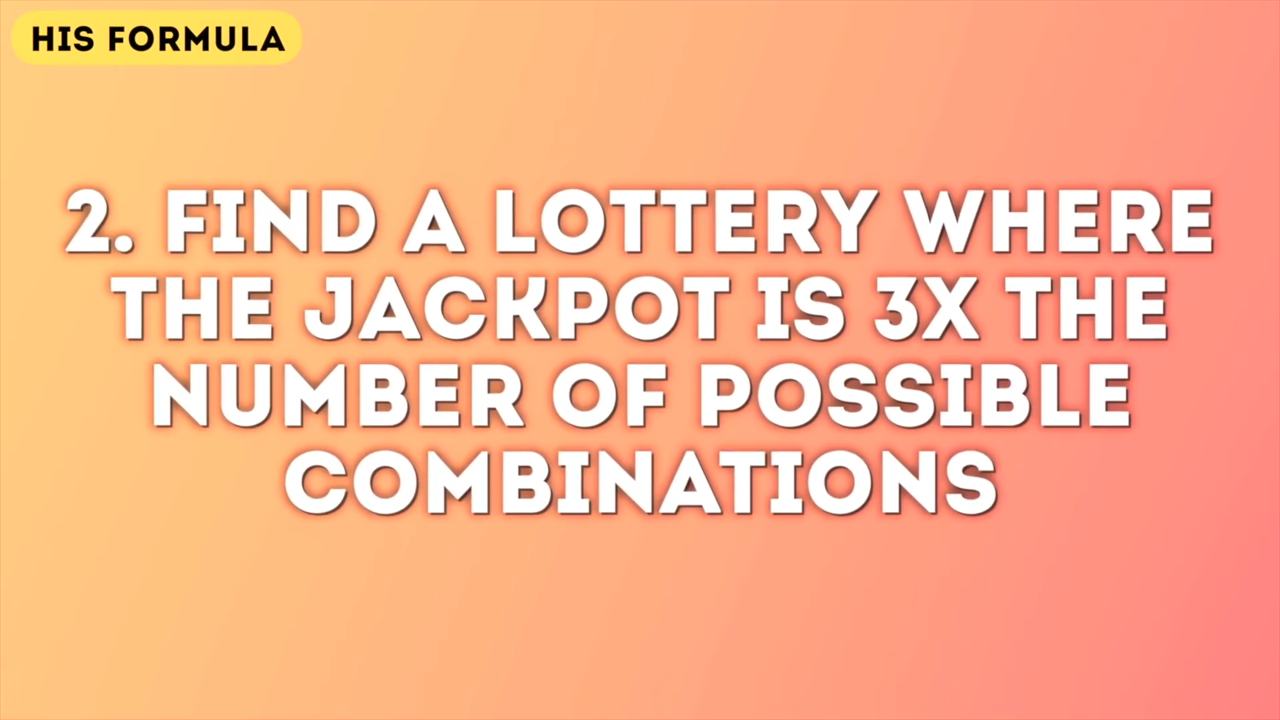 HIS FORMULA
2. FIND A LOTTERY WHERE
THE JACKPOT IS 3X THE
NUMBER OF POSSIBLE
COMBINATIONS